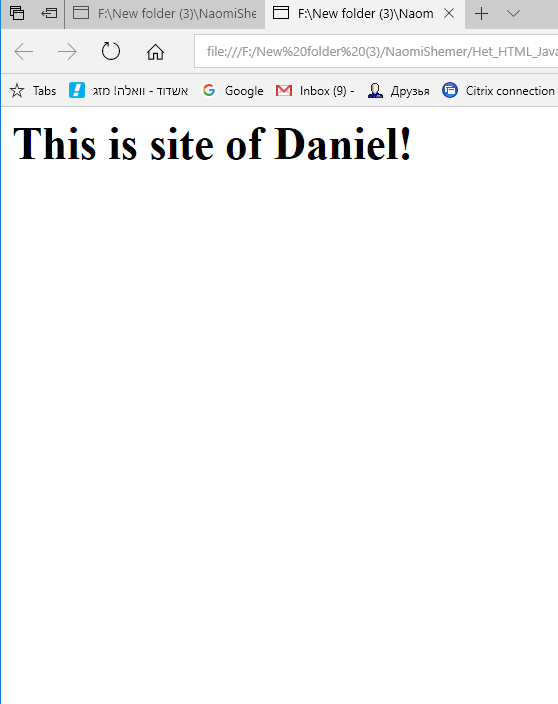 F:\New folder (3)\NaomiShe
F:\New folder (3)\Naom
file:///F:/New%20folder%20(3)/NaomiShemer/Het_HTML_Java
Tabs
אשדוד - וואלה! מזג
Google
Inbox (9) -
Друзья
Citrix connection
This is site of Daniel!